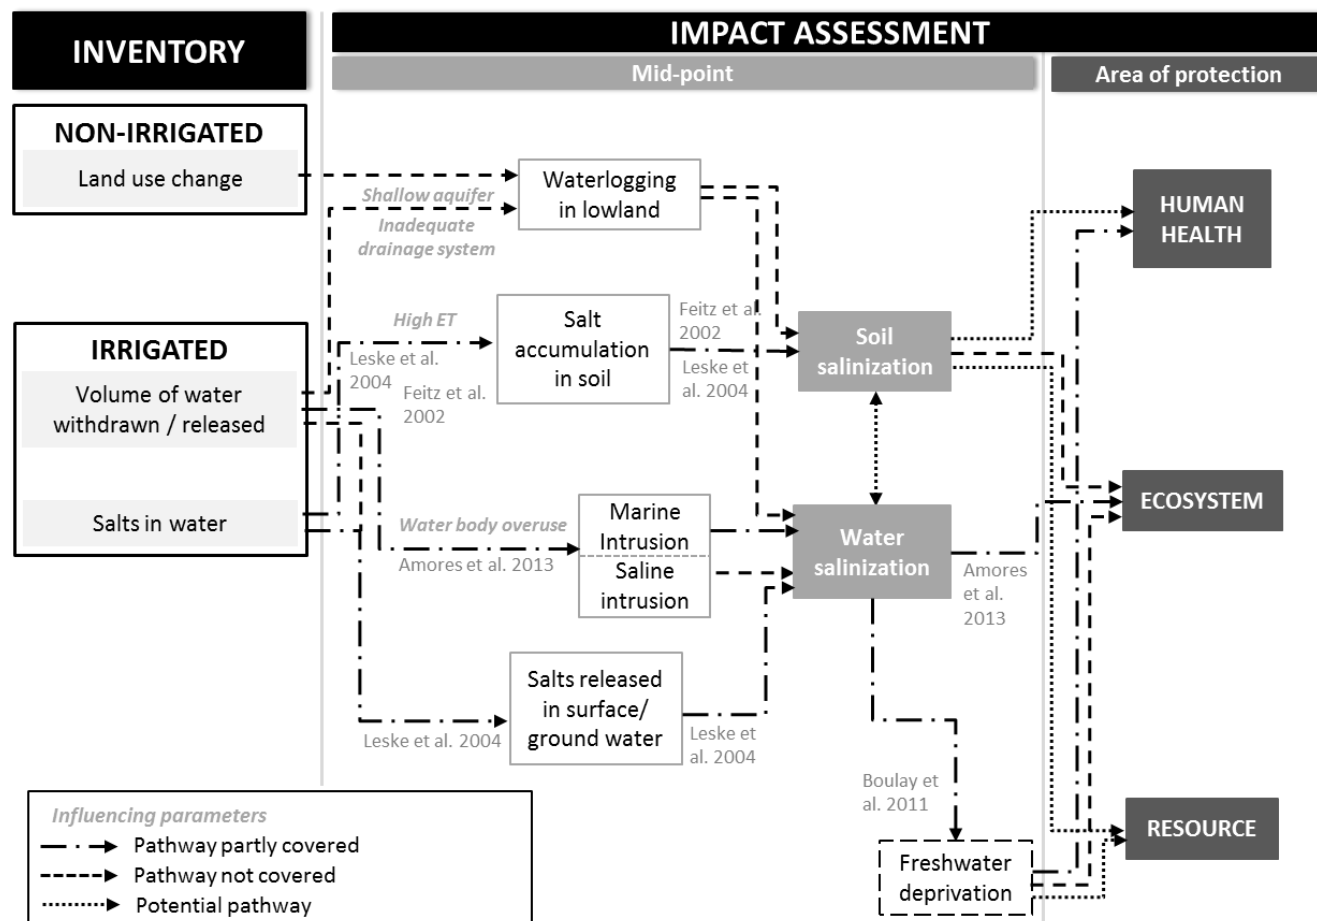 INVENTORY
IMPACT ASSESSMENT
Mid-point
Area of protection
NON-IRRIGATED
Land use change
Shallow aquifer
Inadequate
drainage system
Waterlogging
in lowland
HUMAN
HEALTH
IRRIGATED
Volume of water
withdrawn / released
Salts in water
High ET
Leske et al.
2004
Feitz et al.
2002
Salt
accumulation
in soil
Feitz et al.
2002
Leske et
al. 2004
Soil
salinization
Water body overuse
Amores et al. 2013
Marine
Intrusion
Saline
intrusion
Water
salinization
Amores
et al.
2013
ECOSYSTEM
Leske et al. 2004
Salts released
in surface/
ground water
Leske et
al. 2004
Boulay et
al. 2011
Freshwater
deprivation
RESOURCE
Influencing parameters
Pathway partly covered
Pathway not covered
Potential pathway